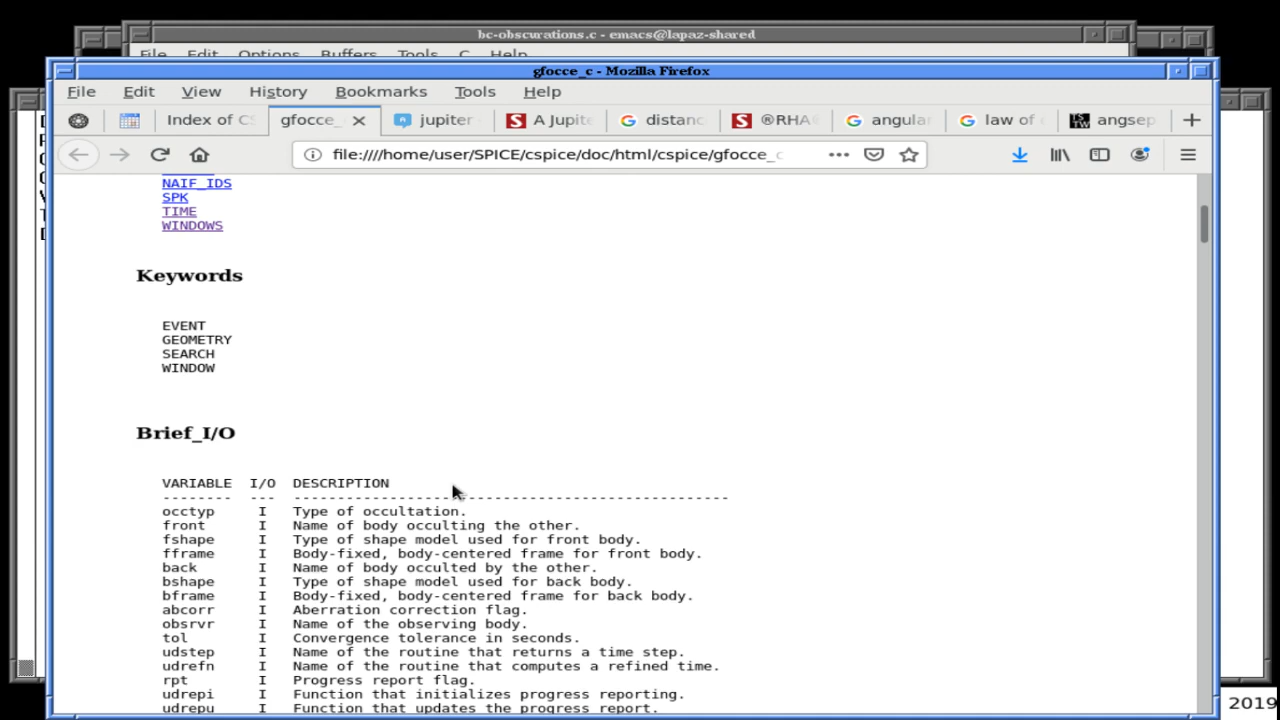 bc-obscurations.c - emacs@lapaz-shared
File Edit Options Buffers Tools C Help
gfocce_c - Mozilla Firefox
File Edit View History Bookmarks Tools Help
Index of CS gfocce_ jupiter A Jupite distanc ®RHA angular law of angsep
file:////home/user/SPICE/cspice/doc/html/cspice/gfocce_c
NAIF_IDS
SPK
TIME
WINDOWS
Keywords
EVENT
GEOMETRY
SEARCH
WINDOW
Brief_I/O
VARIABLE I/O DESCRIPTION
-------- --- --------------------------------------------------
occtyp I Type of occultation.
front I Name of body occulting the other.
fshape I Type of shape model used for front body.
fframe I Body-fixed, body-centered frame for front body.
back I Name of body occulted by the other.
bshape I Type of shape model used for back body.
bframe I Body-fixed, body-centered frame for back body.
abcorr I Aberration correction flag.
obsrvr I Name of the observing body.
tol I Convergence tolerance in seconds.
udstep I Name of the routine that returns a time step.
udrefn I Name of the routine that computes a refined time.
rpt I Progress report flag.
udrepi I Function that initializes progress reporting.
udrepu I Function that updates the progress report.
2019